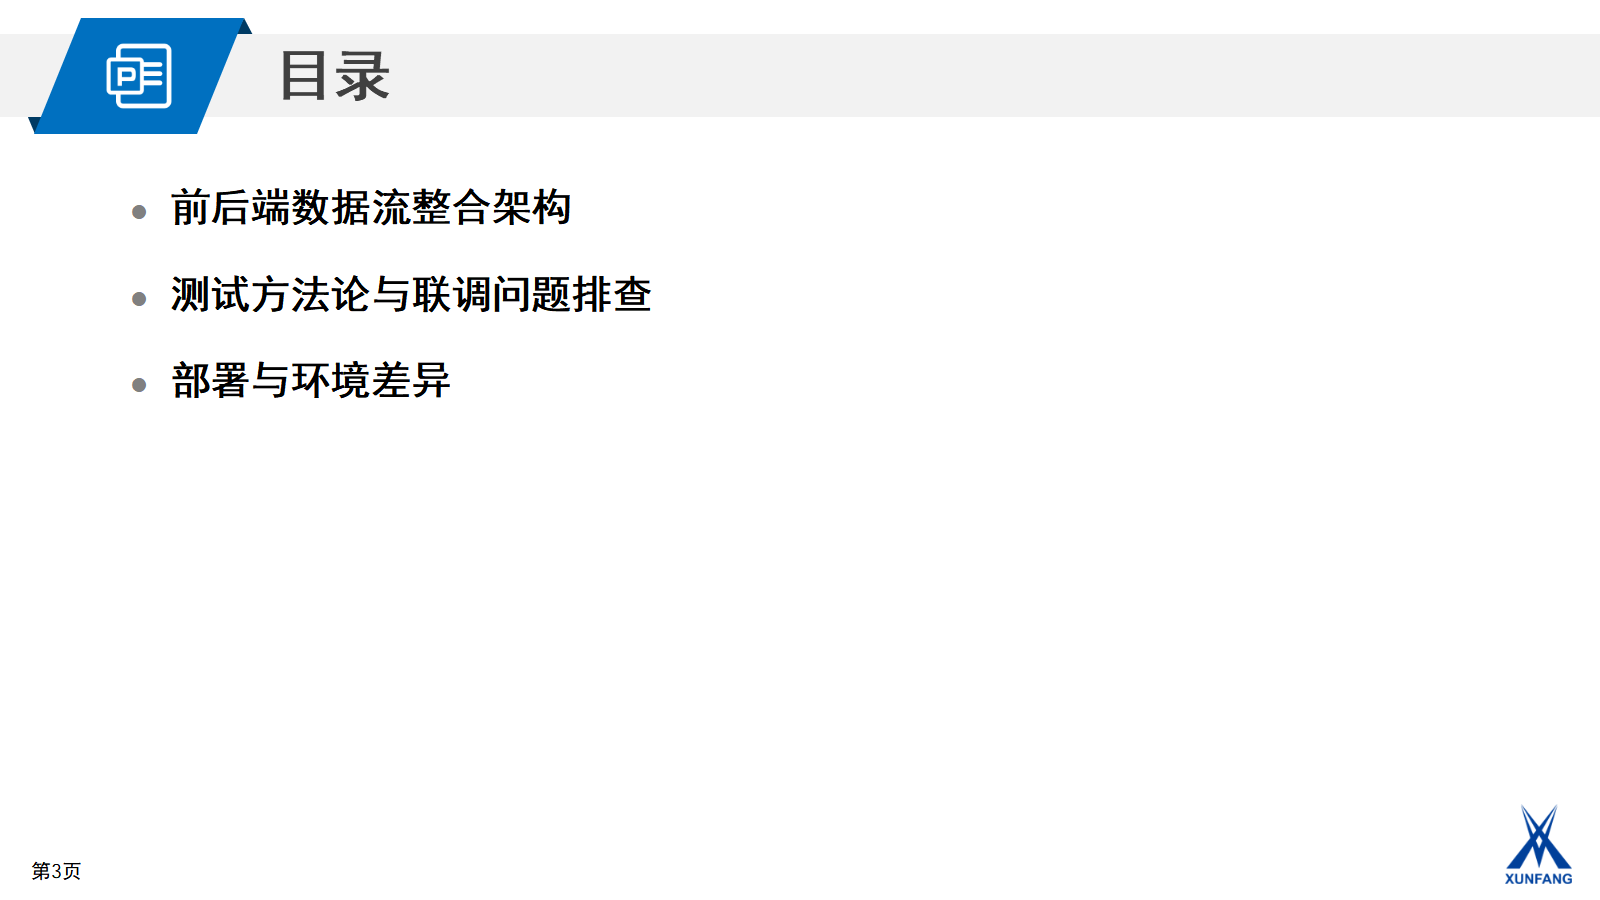 目录
前后端数据流整合架构
测试方法论与联调问题排查
部署与环境差异
第3页
XUNFANG